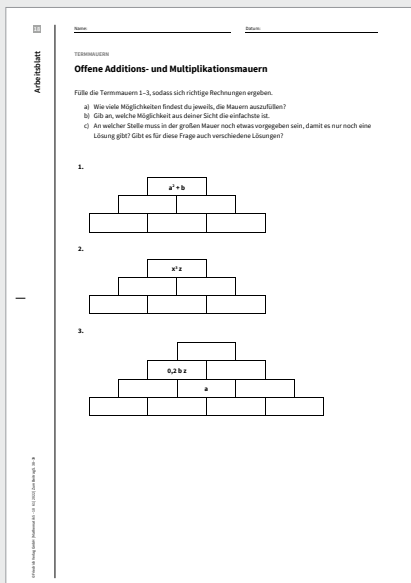 Name:
Datum:
Arbeitsblatt
TERMMAUERN
Offene Additions- und Multiplikationsmauern
Fülle die Termmauern 1–3, sodass sich richtige Rechnungen ergeben.
a) Wie viele Möglichkeiten findest du jeweils, die Mauern auszufüllen?
b) Gib an, welche Möglichkeit aus deiner Sicht die einfachste ist.
c) An welcher Stelle muss in der großen Mauer noch etwas vorgegeben sein, damit es nur noch eine
Lösung gibt? Gibt es für diese Frage auch verschiedene Lösungen?
1.
a² + b
2.
3.
0,2 b z
a